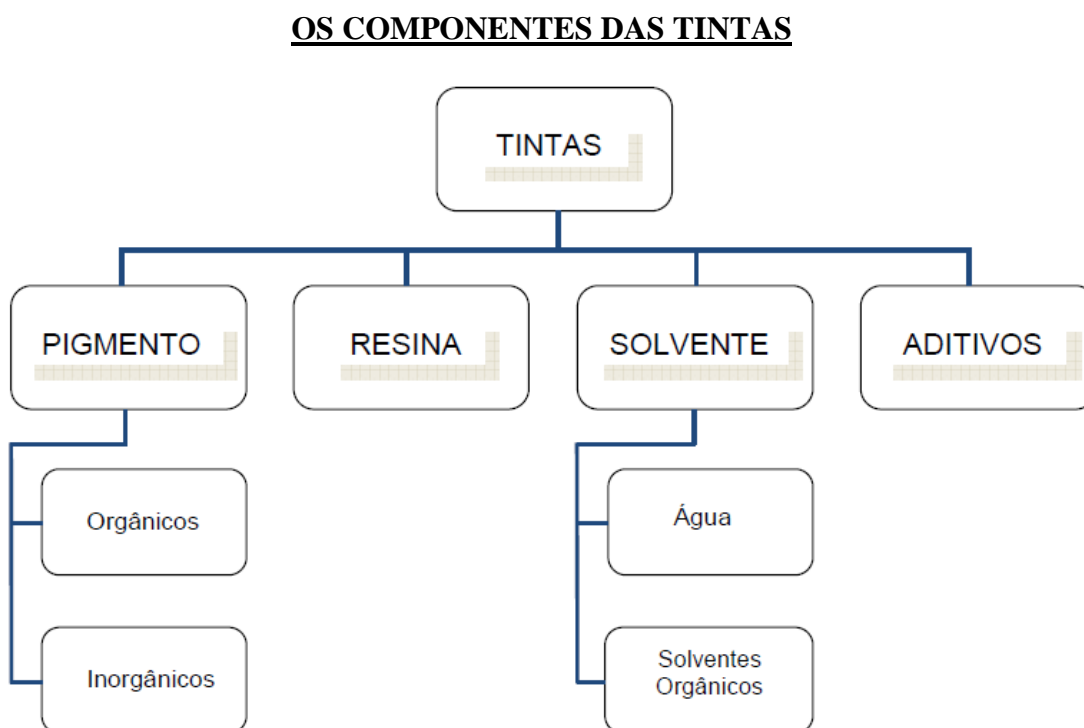 OS COMPONENTES DAS TINTAS
TINTAS
PIGMENTO
RESINA
SOLVENTE
ADITIVOS
Orgânicos
Água
Inorgânicos
Solventes
Orgânicos